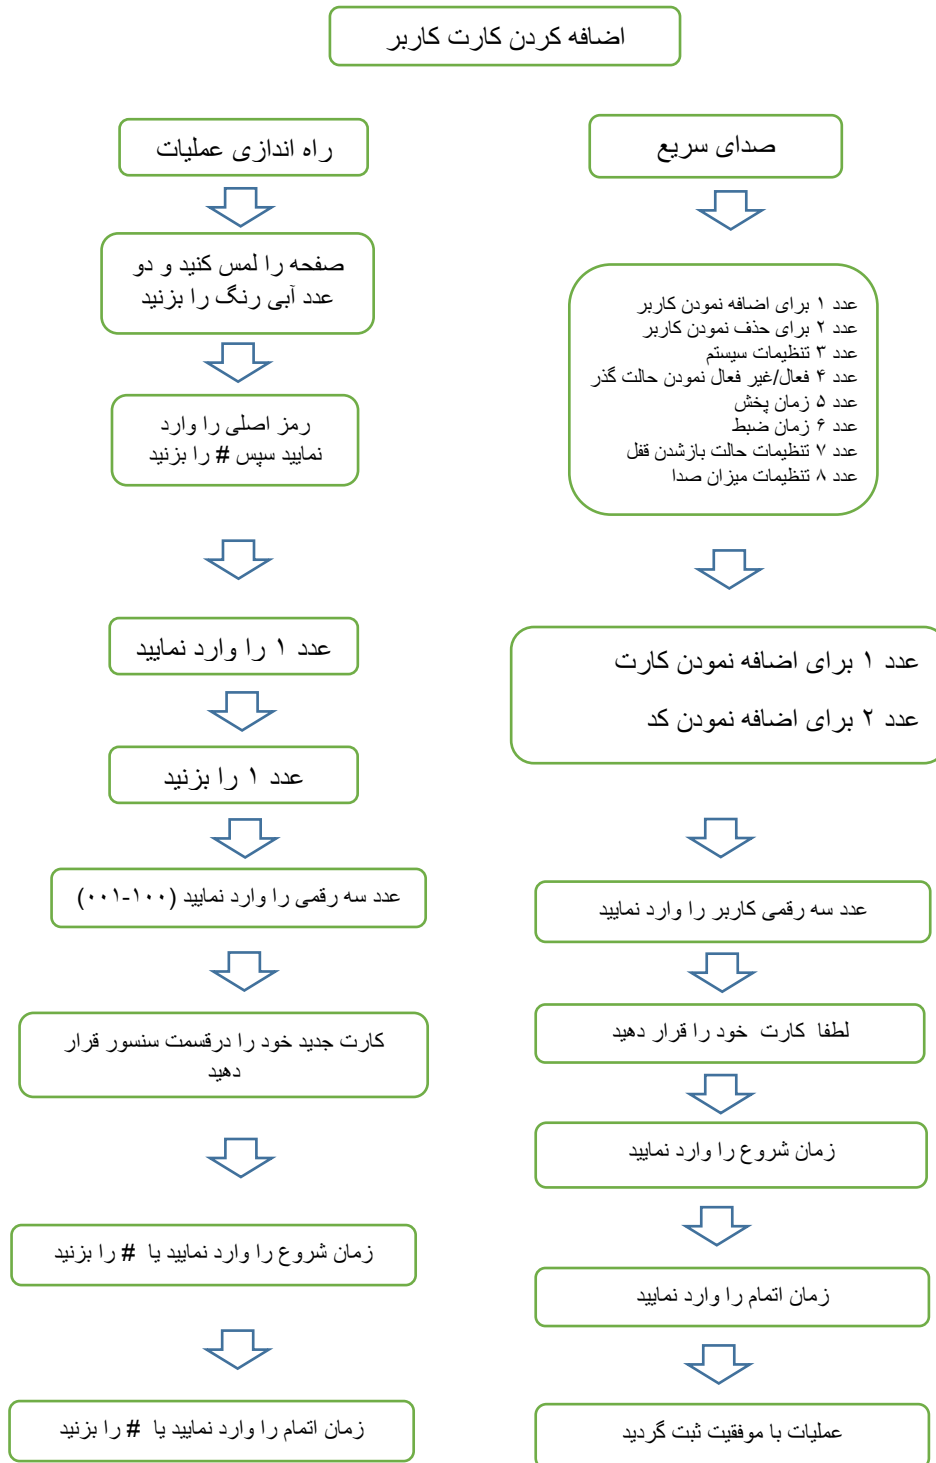 اضافه کردن کارت کاربر
صدای سریع
عدد ۱ برای اضافه نمودن کاربر
عدد ۲ برای حذف نمودن کاربر
عدد ۳ تنظیمات سیستم
عدد ۴ فعال/غیر فعال نمودن حالت گذر
عدد ۵ زمان پخش
عدد ۶ زمان ضبط
عدد ۷ تنظیمات حالت بازشدن قفل
عدد ۸ تنظیمات میزان صدا
عدد ۱ برای اضافه نمودن کارت
عدد ۲ برای اضافه نمودن کد
عدد سه رقمی کاربر را وارد نمایید
لطفا کارت خود را قرار دهید
زمان شروع را وارد نمایید
زمان اتمام را وارد نمایید
عملیات با موفقیت ثبت گردید
راه اندازی عملیات
صفحه را لمس کنید و دو
عدد آبی رنگ را بزنید
رمز اصلی را وارد
نمایید سپس # را بزنید
عدد ۱ را وارد نمایید
عدد ۱ را بزنید
عدد سه رقمی را وارد نمایید (۱۰۰-۰۰۱)
کارت جدید خود را درقسمت سنسور قرار
دهید
زمان شروع را وارد نمایید یا # را بزنید
زمان اتمام را وارد نمایید یا # را بزنید